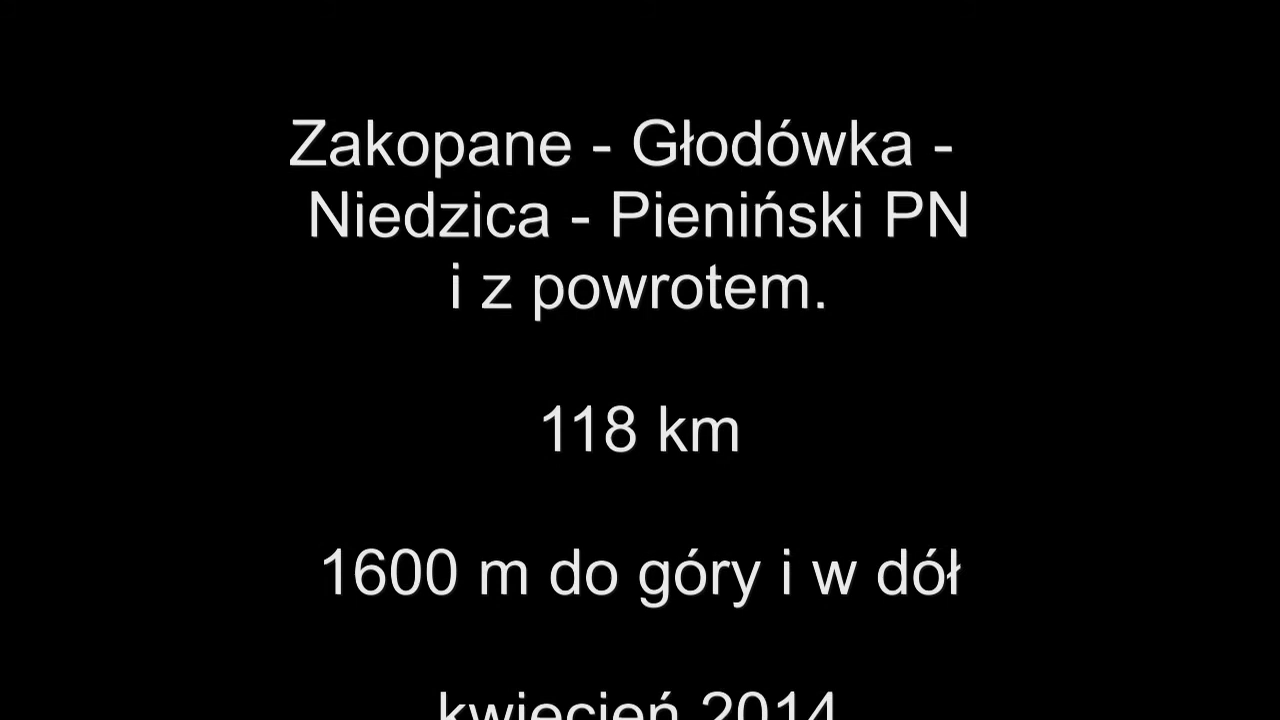 Zakopane - Głodówka -
Niedzica - Pieniński PN
i z powrotem.
118 km
1600 m do góry i w dół
kwiecień 2014